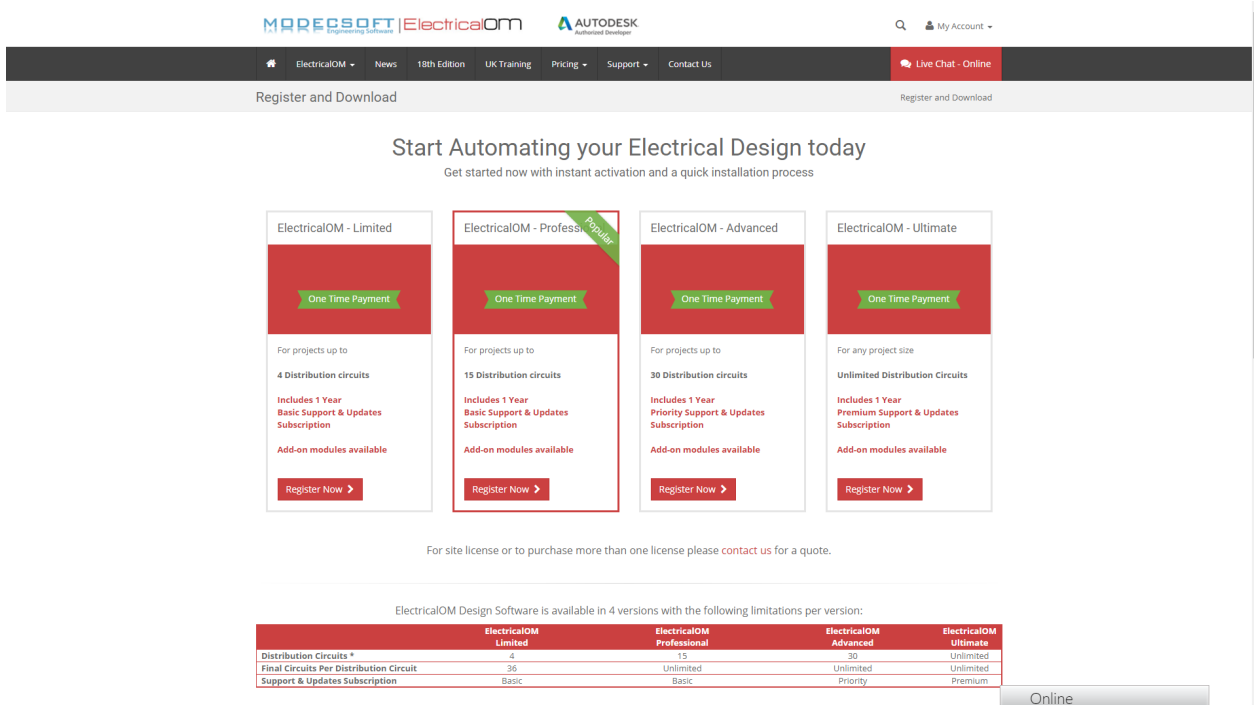 MODECSOFT | ElectricalOM
Engineering Software
AUTODESK
Authorized Developer
My Account
ElectricalOM
News
18th Edition
UK Training
Pricing
Support
Contact Us
Live Chat - Online
Register and Download
Register and Download
Start Automating your Electrical Design today
Get started now with instant activation and a quick installation process
ElectricalOM - Limited
One Time Payment
For projects up to
4 Distribution circuits
Includes 1 Year
Basic Support & Updates
Subscription
Add-on modules available
Register Now
ElectricalOM - Professi
Popular
One Time Payment
For projects up to
15 Distribution circuits
Includes 1 Year
Basic Support & Updates
Subscription
Add-on modules available
Register Now
ElectricalOM - Advanced
One Time Payment
For projects up to
30 Distribution circuits
Includes 1 Year
Priority Support & Updates
Subscription
Add-on modules available
Register Now
ElectricalOM - Ultimate
One Time Payment
For any project size
Unlimited Distribution Circuits
Includes 1 Year
Premium Support & Updates
Subscription
Add-on modules available
Register Now
For site license or to purchase more than one license please contact us for a quote.
ElectricalOM Design Software is available in 4 versions with the following limitations per version:
ElectricalOM ElectricalOM ElectricalOM ElectricalOM
Limited Professional Advanced Ultimate
Distribution Circuits * 4 15 30 Unlimited
Final Circuits Per Distribution Circuit 36 Unlimited Unlimited Unlimited
Support & Updates Subscription Basic Basic Priority Premium
Online